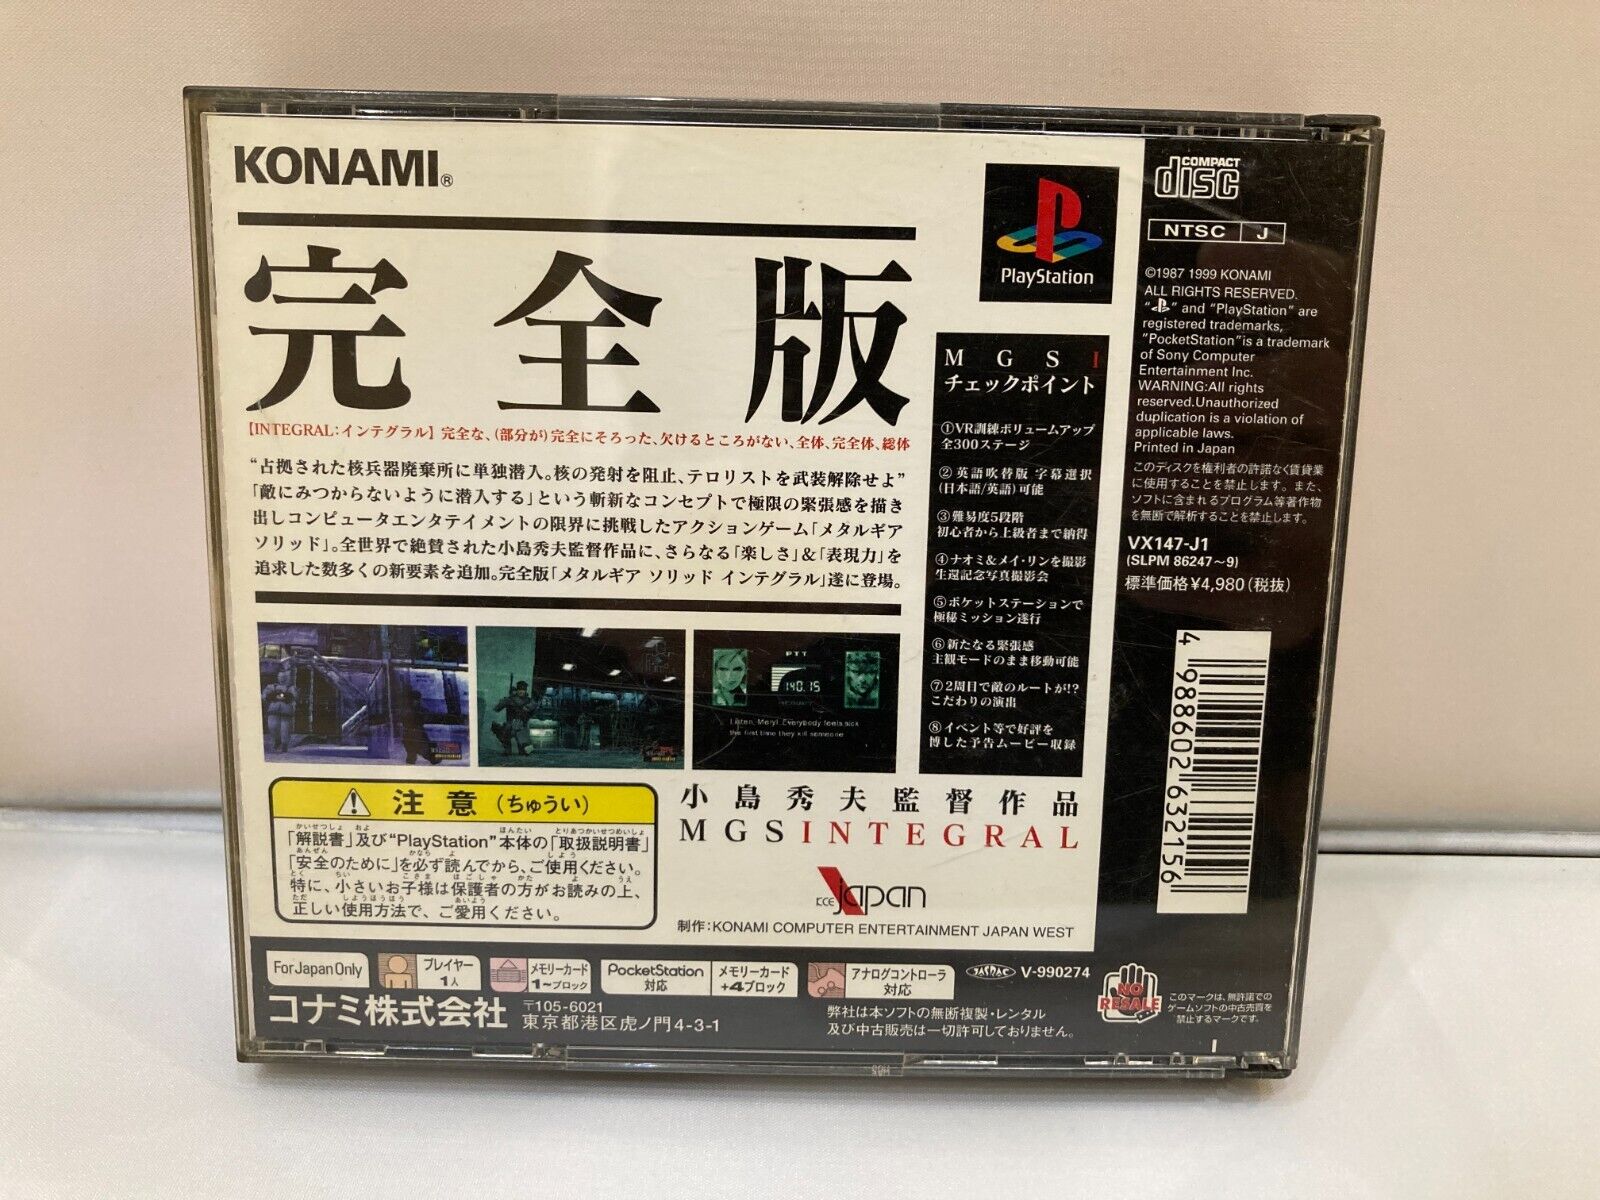 KONAMI®
完全版
【INTEGRAL:インテグラル】完全な、(部分が)完全にそろった、欠けるところがない、全体、完全体、総体
“占拠された核兵器廃棄所に単独潜入。核の発射を阻止、テロリストを武装解除せよ”
「敵にみつからないように潜入する」という斬新なコンセプトで極限の緊張感を描き
出しコンピュータエンタテイメントの限界に挑戦したアクションゲーム「メタルギア
ソリッド」。全世界で絶賛された小島秀夫監督作品に、さらなる「楽しさ」&「表現力」を
追求した数多くの新要素を追加。完全版「メタルギア ソリッド インテグラル」遂に登場。
PTT
140.15
Listen, Meryl. Everybody feels sick
the first time they kill someone
注意(ちゅうい)
「解説書」及び“PlayStation”本体の「取扱説明書」
「安全のために」を必ず読んでから、ご使用ください。
特に、小さいお子様は保護者の方がお読みの上、
正しい使用方法で、ご愛用ください。
PlayStation
MGSI
チェックポイント
①VR訓練ボリュームアップ
全300ステージ
②英語吹替版 字幕選択
(日本語/英語)可能
③難易度5段階
初心者から上級者まで納得
④ナオミ&メイ・リンを撮影
生還記念写真撮影会
⑤ポケットステーションで
極秘ミッション遂行
⑥新たなる緊張感
主観モードのまま移動可能
⑦2周目で敵のルートが!?
こだわりの演出
⑧イベント等で好評を
博した予告ムービー収録
小島秀夫監督作品
MGS INTEGRAL
KCE Japan
制作:KONAMI COMPUTER ENTERTAINMENT JAPAN WEST
COMPACT
disc
NTSC J
©1987 1999 KONAMI
ALL RIGHTS RESERVED.
“ ” and “PlayStation” are
registered trademarks,
"PocketStation"is a trademark
of Sony Computer
Entertainment Inc.
WARNING:All rights
reserved.Unauthorized
duplication is a violation of
applicable laws.
Printed in Japan
このディスクを権利者の許諾なく賃貸業
に使用することを禁止します。また、
ソフトに含まれるプログラム等著作物
を無断で解析することを禁止します。
VX147-J1
(SLPM 86247~9)
標準価格¥4,980(税抜)
4 988602 632156
For Japan Only
プレイヤー
1人
メモリーカード
1~ブロック
PocketStation
対応
メモリーカード
+4ブロック
アナログコントローラ
対応
JASRAC V-990274
コナミ株式会社
〒105-6021
東京都港区虎ノ門4-3-1
弊社は本ソフトの無断複製・レンタル
及び中古販売は一切許可しておりません。
NO
RESALE
このマークは、無許諾での
ゲームソフトの中古売買を
禁止するマークです。